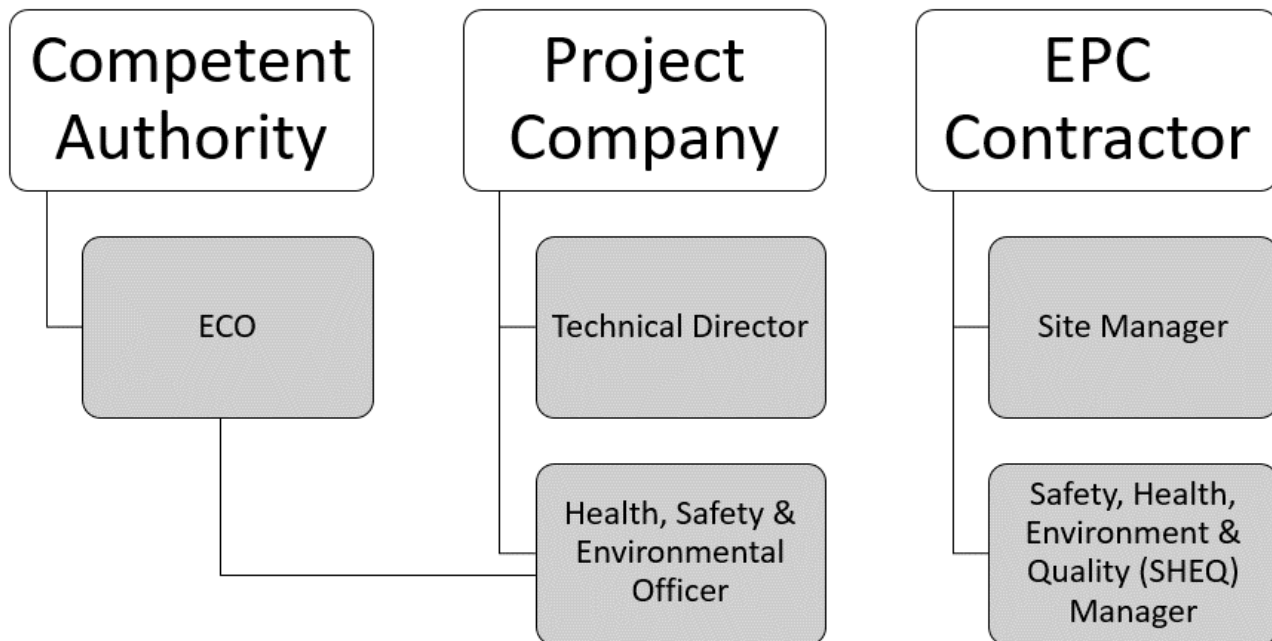 Competent
Authority
Project
Company
EPC
Contractor
ECO
Technical Director
Site Manager
Health, Safety &
Environmental
Officer
Safety, Health,
Environment &
Quality (SHEQ)
Manager